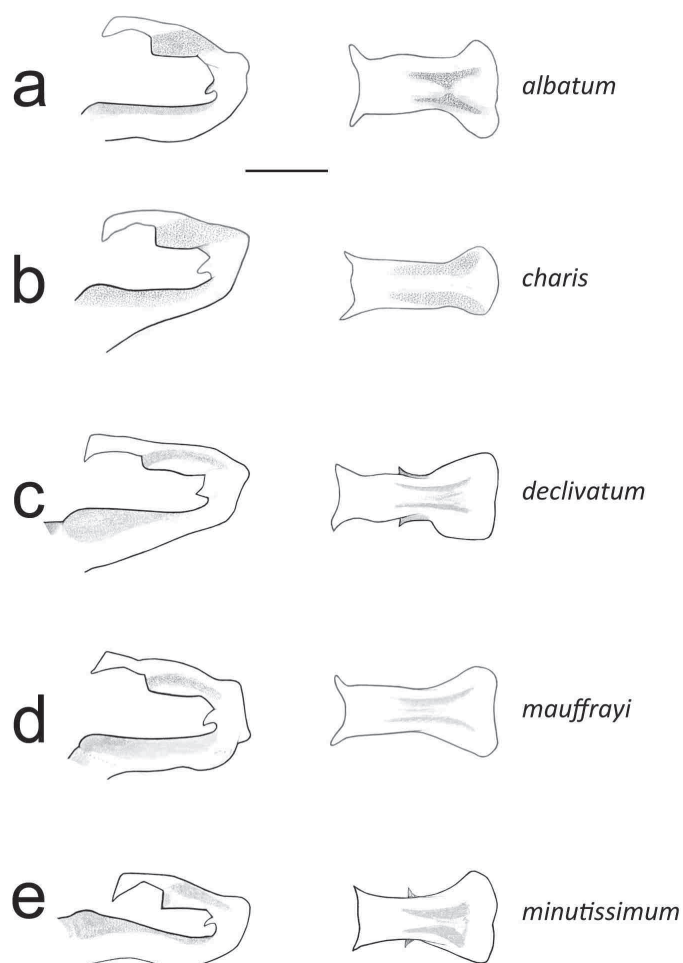 a albatum
b charis
c declivatum
d mauffrayi
e minutissimum